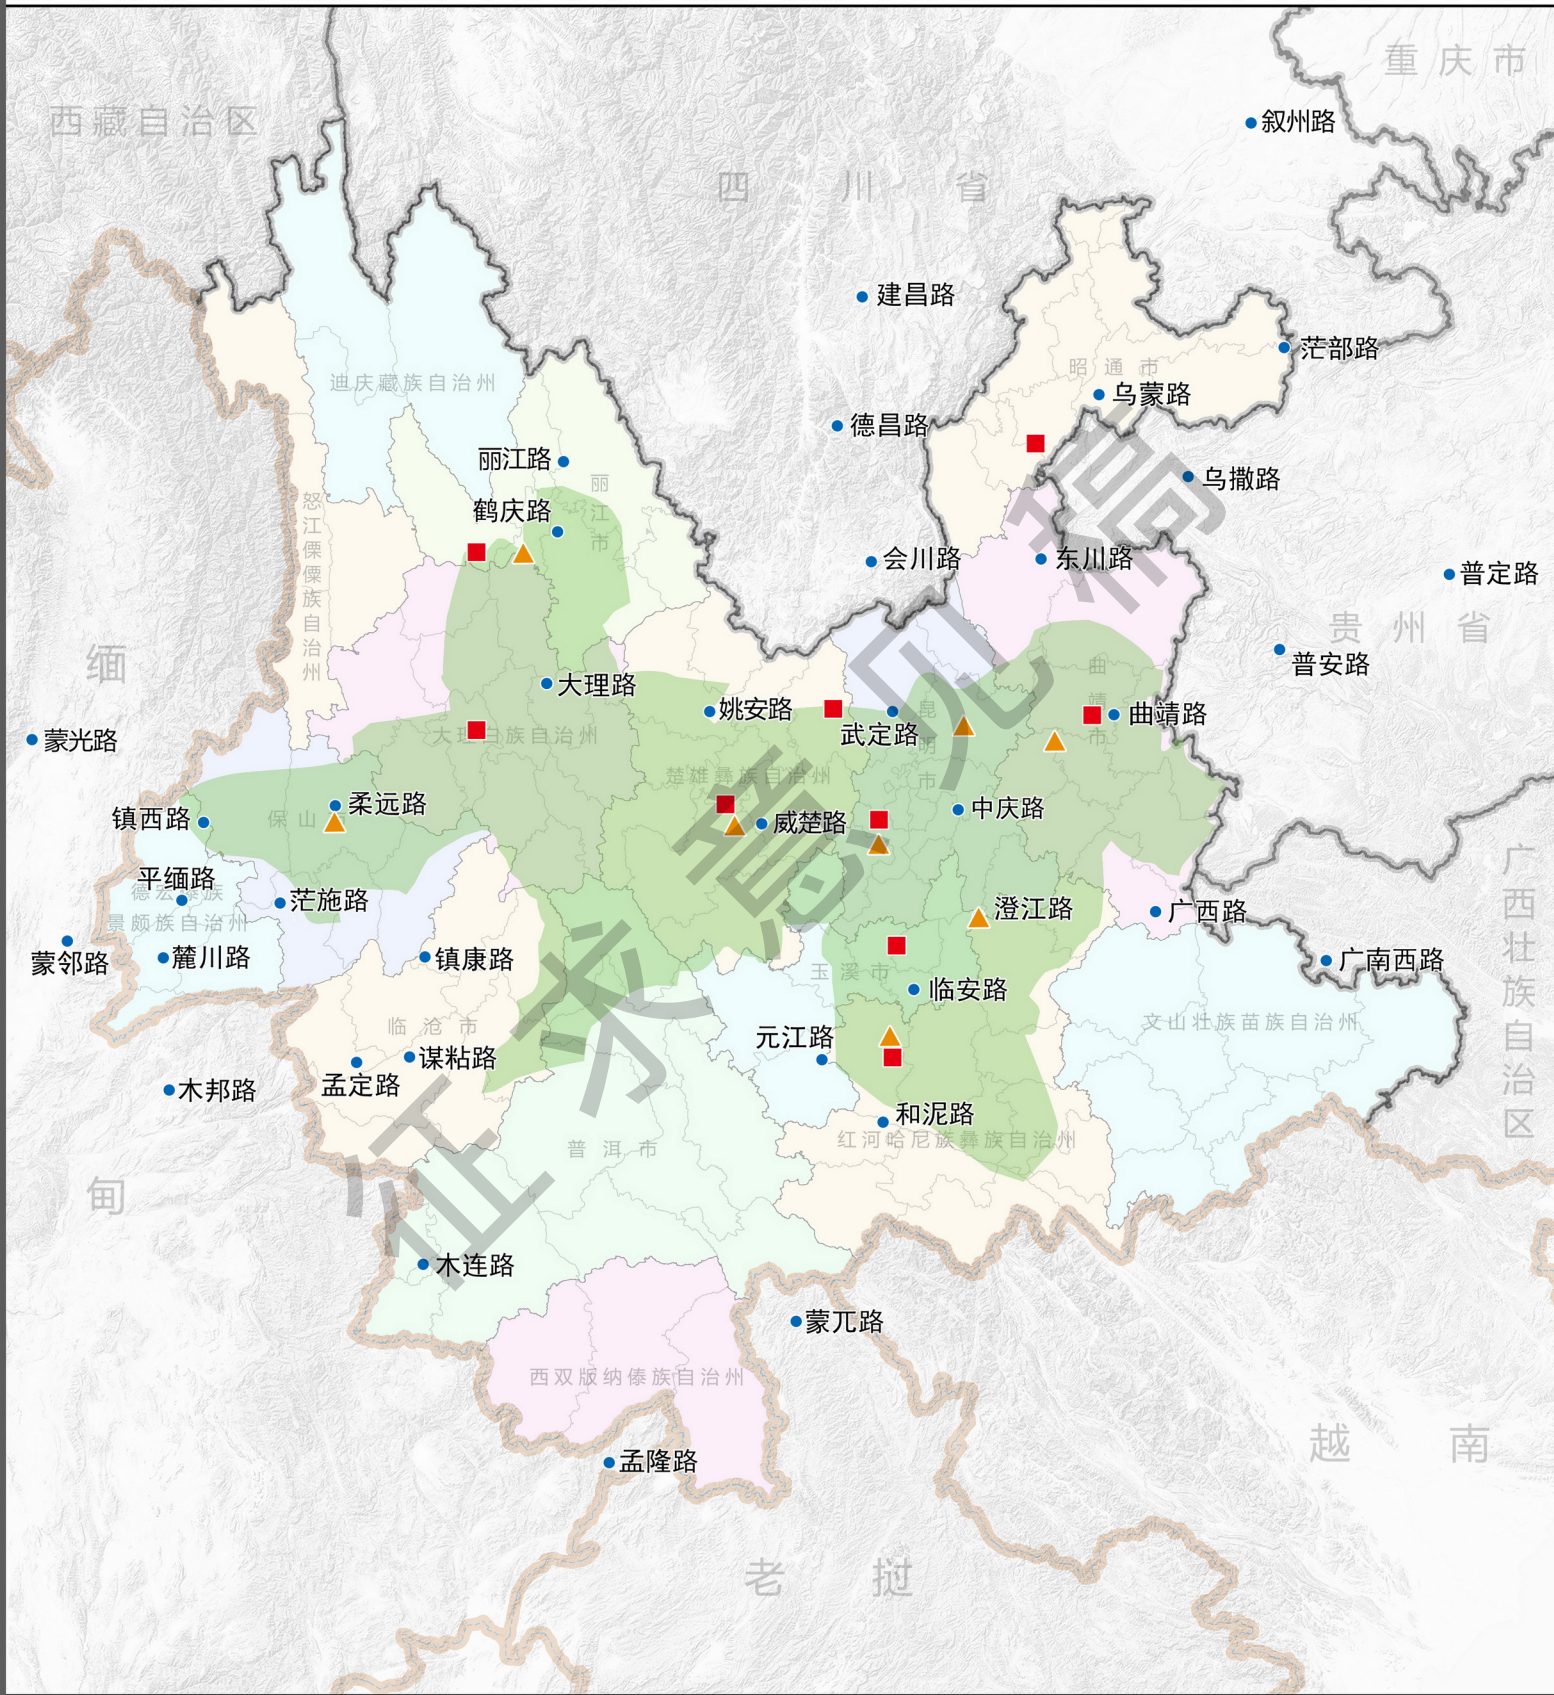 重庆市
西藏自治区
叙州路
四川省
建昌路
茫部路
昭通市
迪庆藏族自治州
乌蒙路
德昌路
丽江路
乌撒路
丽江市
鹤庆路
怒江傈僳族自治州
会川路
东川路
普定路
贵州省
缅甸
普安路
曲靖市
大理路
姚安路
昆明市
武定路
曲靖路
蒙光路
大理白族自治州
楚雄彝族自治州
柔远路
中庆路
镇西路
保山市
威楚路
平缅路
德宏傣族
景颇族自治州
茫施路
澄江路
广西路
广西壮族自治区
蒙邻路
麓川路
镇康路
玉溪市
广南西路
临安路
临沧市
文山壮族苗族自治州
元江路
谋粘路
孟定路
木邦路
和泥路
红河哈尼族彝族自治州
普洱市
木连路
蒙兀路
西双版纳傣族自治州
越南
孟隆路
老挝
征求意见稿